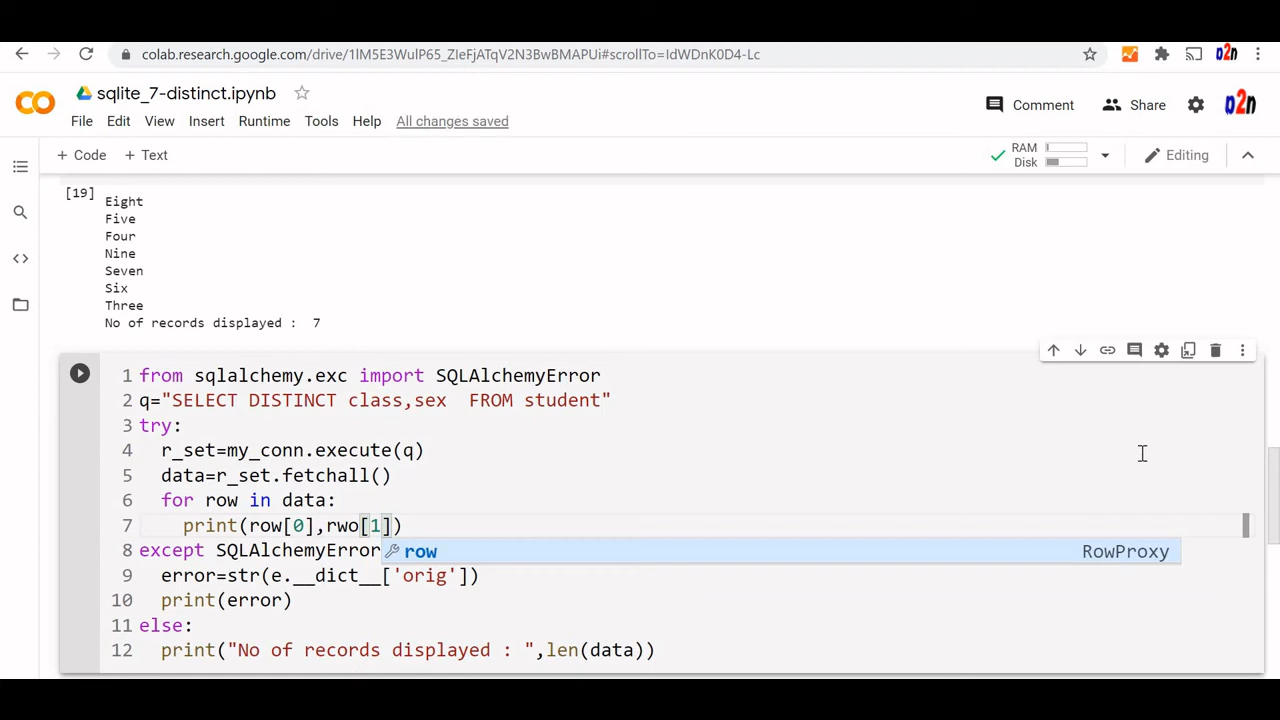 colab.research.google.com/drive/1lM5E3WulP65_ZIeFjATqV2N3BwBMAPUi#scrollTo=IdWDnK0D4-Lc
p2n
sqlite_7-distinct.ipynb
Comment
Share
p2n
File Edit View Insert Runtime Tools Help All changes saved
+ Code + Text
RAM
Disk
Editing
[19]
Eight
Five
Four
Nine
Seven
Six
Three
No of records displayed :  7
1 from sqlalchemy.exc import SQLAlchemyError
2 q="SELECT DISTINCT class,sex  FROM student"
3 try:
4   r_set=my_conn.execute(q)
5   data=r_set.fetchall()
6   for row in data:
7     print(row[0],rwo[1])
8 except SQLAlchemyError
row RowProxy
9   error=str(e.__dict__['orig'])
10   print(error)
11 else:
12   print("No of records displayed : ",len(data))